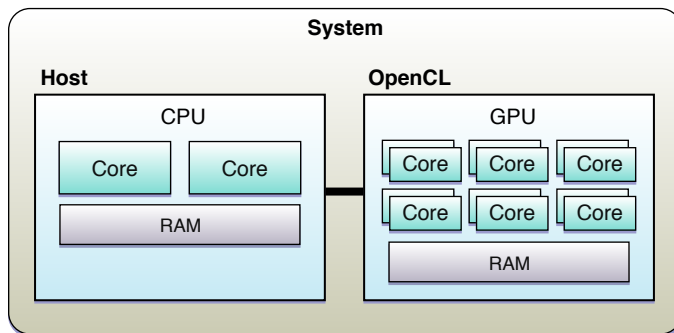 System
Host
OpenCL
CPU
GPU
Core Core
Core Core Core
Core Core Core
RAM
RAM